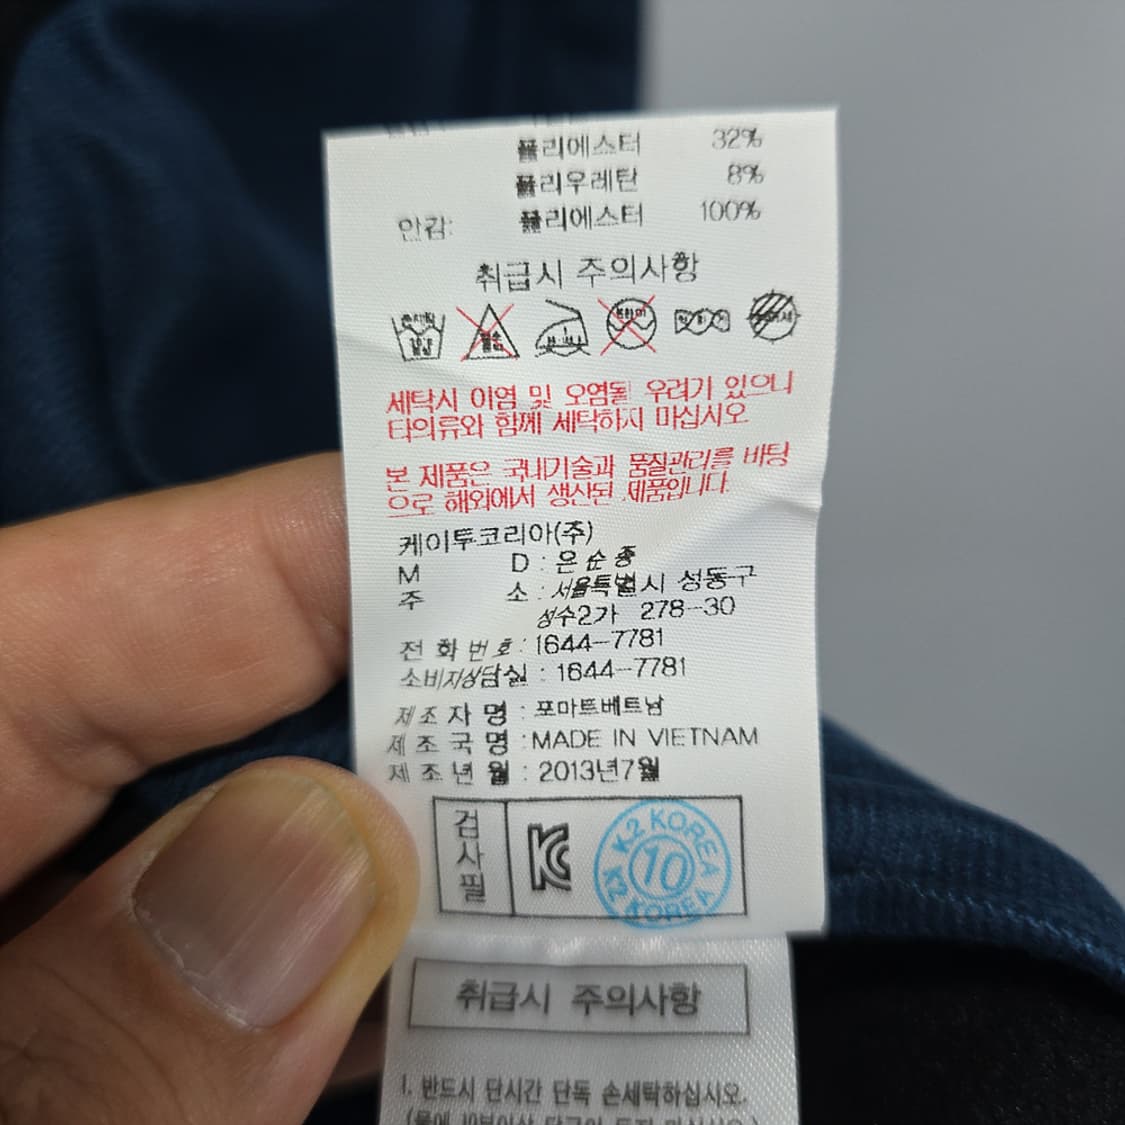 폴리에스터 32%
폴리우레탄 8%
안감: 폴리에스터 100%
취급시 주의사항
세탁시 이염 및 오염될 우려가 있으니
타의류와 함께 세탁하지 마십시오
본 제품은 국내기술과 품질관리를 바탕
으로 해외에서 생산된 제품입니다.
케이투코리아(주)
M D : 은순종
주 소 : 서울특별시 성동구
성수2가 278-30
전화번호 : 1644-7781
소비자상담실 : 1644-7781
제조자명 : 포마트베트남
제조국명 : MADE IN VIETNAM
제조년월 : 2013년7월
검사필
K2 KOREA
10
K2 KOREA
취급시 주의사항
1. 반드시 단시간 단독 손세탁하십시오.